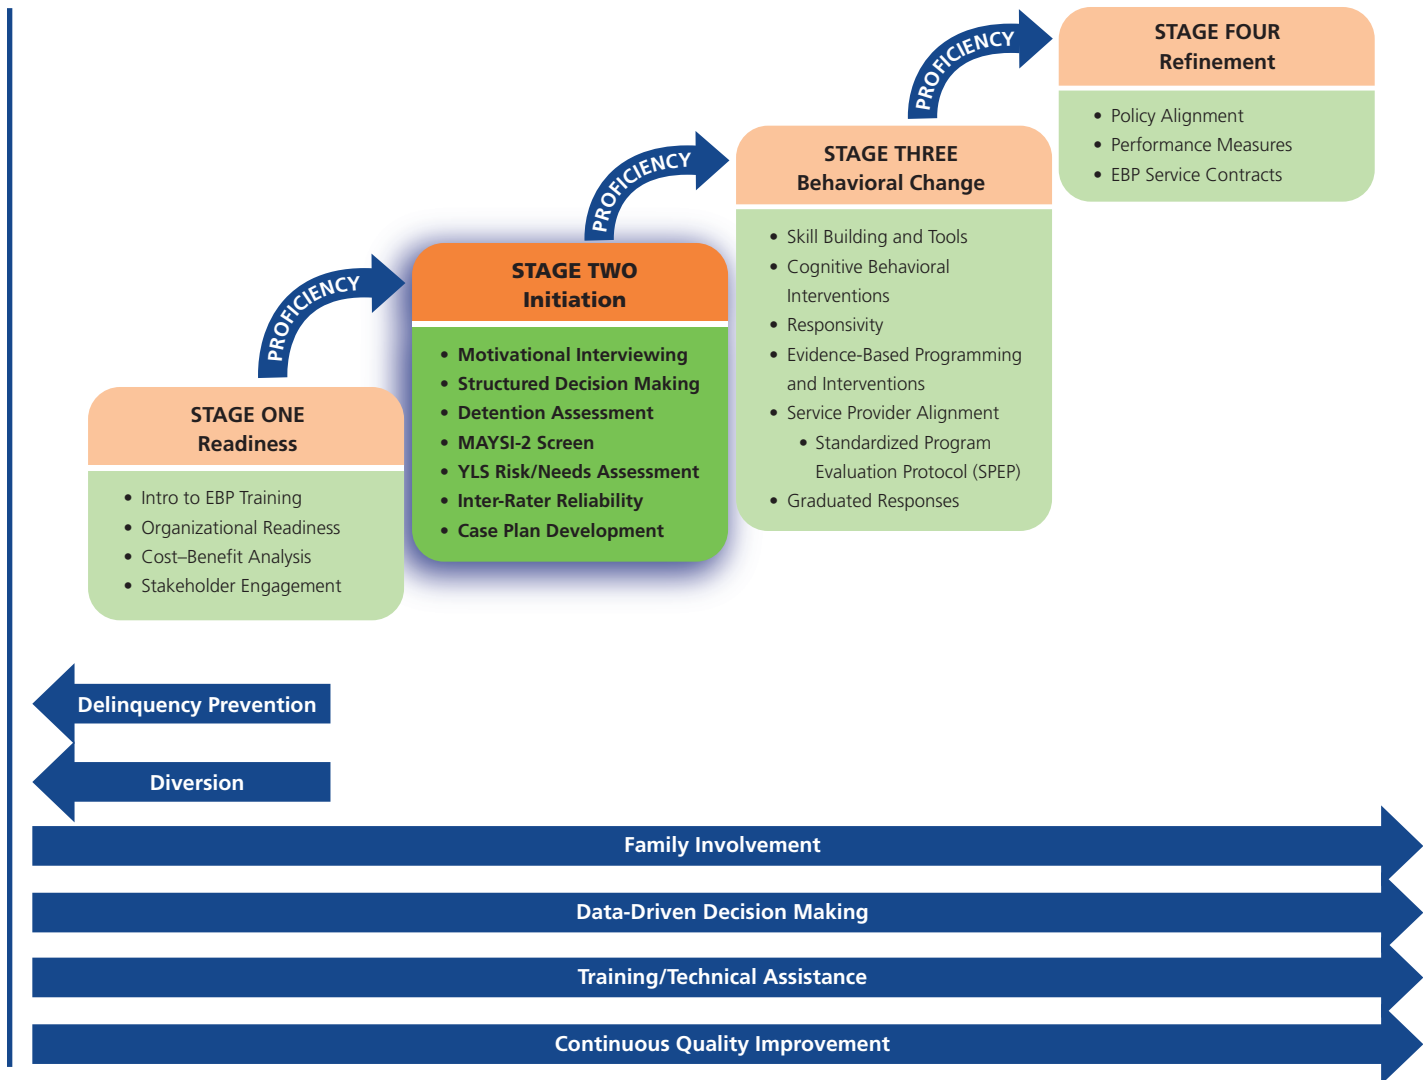 STAGE ONE
Readiness
• Intro to EBP Training
• Organizational Readiness
• Cost–Benefit Analysis
• Stakeholder Engagement
PROFICIENCY
STAGE TWO
Initiation
• Motivational Interviewing
• Structured Decision Making
• Detention Assessment
• MAYSI-2 Screen
• YLS Risk/Needs Assessment
• Inter-Rater Reliability
• Case Plan Development
PROFICIENCY
STAGE THREE
Behavioral Change
• Skill Building and Tools
• Cognitive Behavioral
Interventions
• Responsivity
• Evidence-Based Programming
and Interventions
• Service Provider Alignment
• Standardized Program
Evaluation Protocol (SPEP)
• Graduated Responses
PROFICIENCY
STAGE FOUR
Refinement
• Policy Alignment
• Performance Measures
• EBP Service Contracts
Delinquency Prevention
Diversion
Family Involvement
Data-Driven Decision Making
Training/Technical Assistance
Continuous Quality Improvement